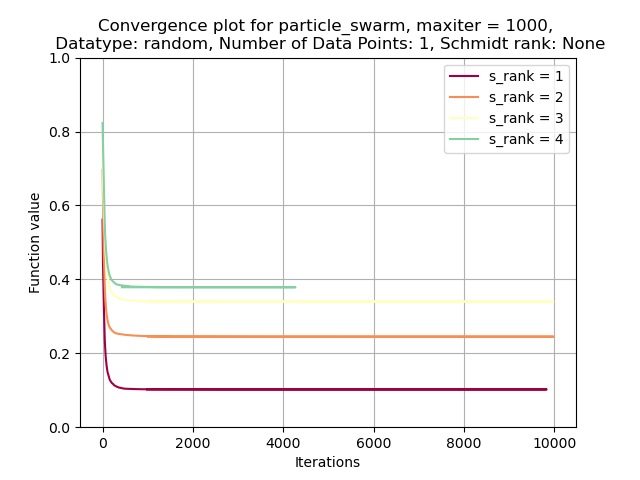 Convergence plot for particle_swarm, maxiter = 1000,
Datatype: random, Number of Data Points: 1, Schmidt rank: None
1.0
0.8
0.6
0.4
0.2
0.0
Function value
s_rank = 1
s_rank = 2
s_rank = 3
s_rank = 4
0 2000 4000 6000 8000 10000
Iterations